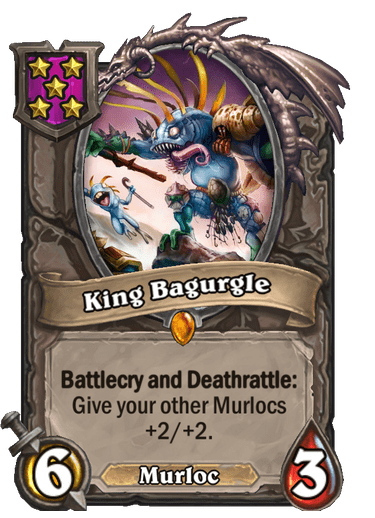 King Bagurgle
Battlecry and Deathrattle:
Give your other Murlocs
+2/+2.
6
Murloc
3